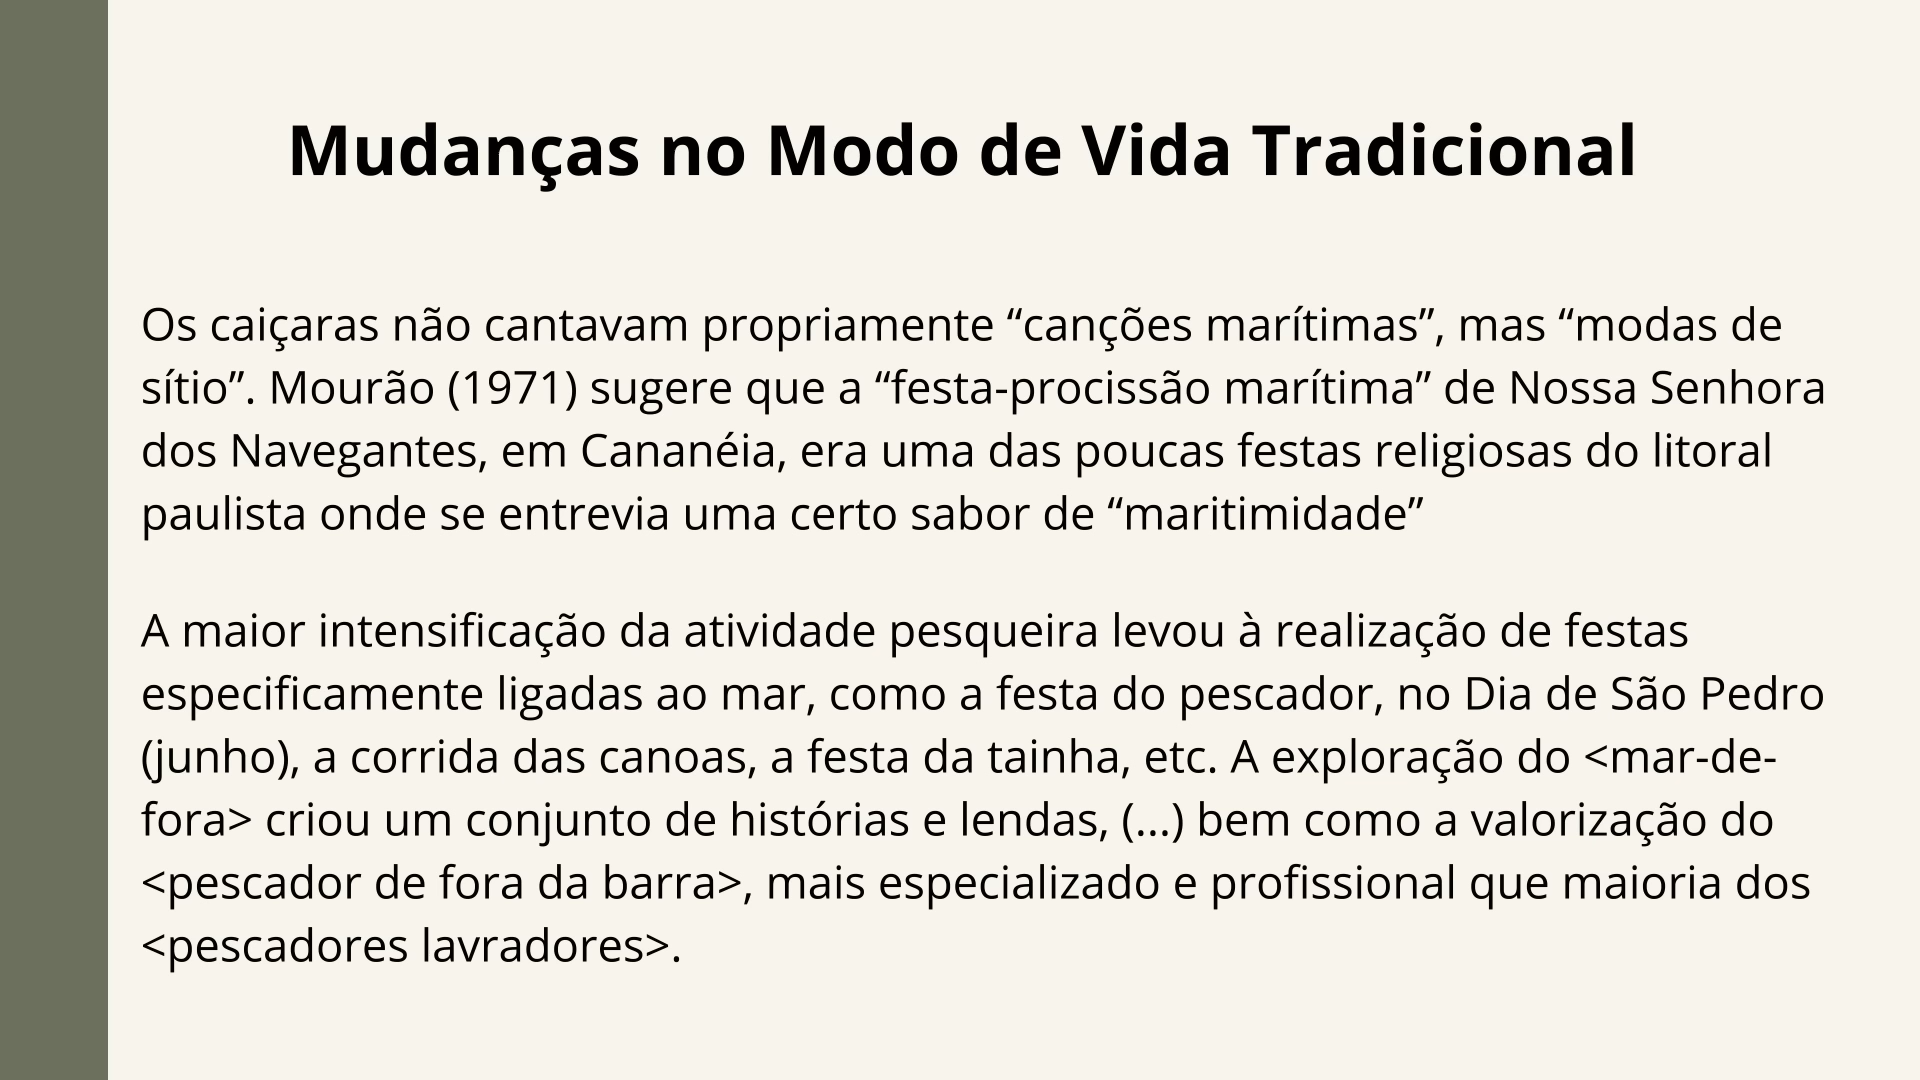 Mudanças no Modo de Vida Tradicional
Os caiçaras não cantavam propriamente “canções marítimas”, mas “modas de
sítio”. Mourão (1971) sugere que a “festa-procissão marítima” de Nossa Senhora
dos Navegantes, em Cananéia, era uma das poucas festas religiosas do litoral
paulista onde se entrevia uma certo sabor de “maritimidade”
A maior intensificação da atividade pesqueira levou à realização de festas
especificamente ligadas ao mar, como a festa do pescador, no Dia de São Pedro
(junho), a corrida das canoas, a festa da tainha, etc. A exploração do <mar-de-
fora> criou um conjunto de histórias e lendas, (...) bem como a valorização do
<pescador de fora da barra>, mais especializado e profissional que maioria dos
<pescadores lavradores>.